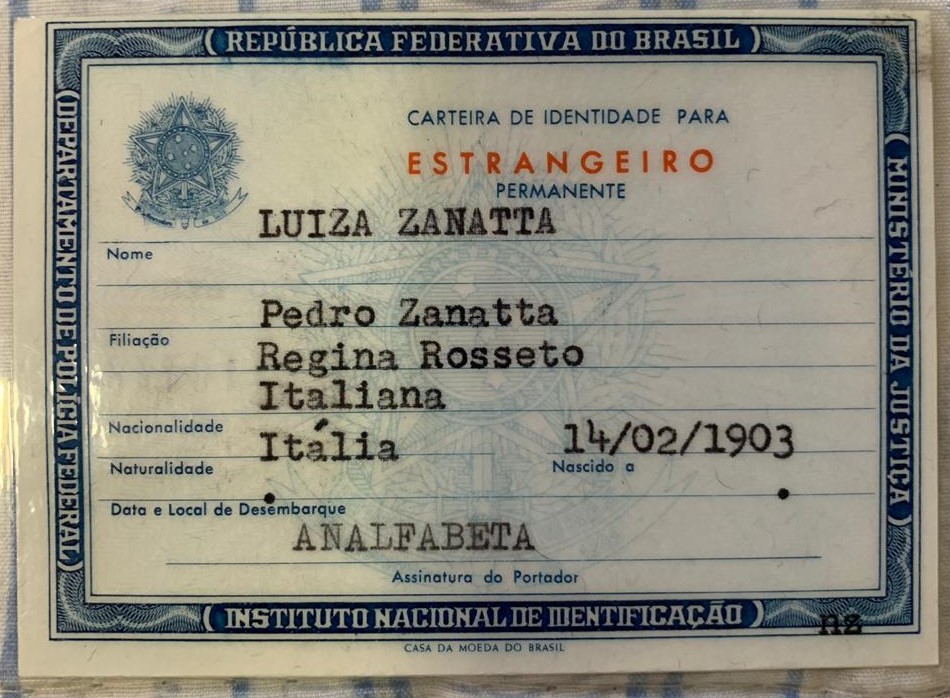 REPÚBLICA FEDERATIVA DO BRASIL
DEPARTAMENTO DE POLÍCIA FEDERAL
MINISTÉRIO DA JUSTIÇA
CARTEIRA DE IDENTIDADE PARA
ESTRANGEIRO
PERMANENTE
LUIZA ZANATTA
Nome
Pedro Zanatta
Filiação
Regina Rosseto
Italiana
Nacionalidade
Itália 14/02/1903
Naturalidade Nascido a
Data e Local de Desembarque
ANALFABETA
Assinatura do Portador
INSTITUTO NACIONAL DE IDENTIFICAÇÃO
nz
CASA DA MOEDA DO BRASIL